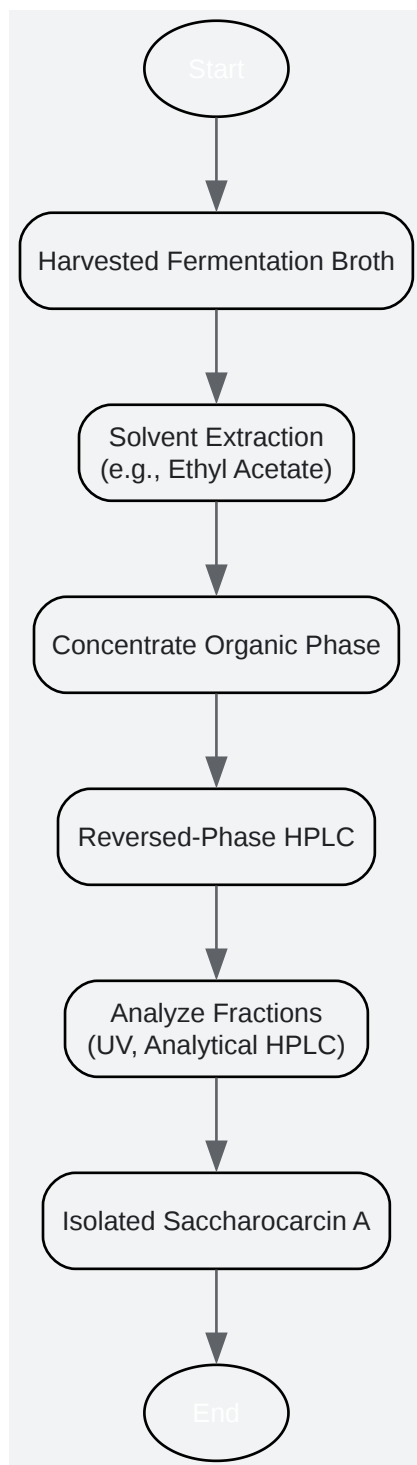 Start
Harvested Fermentation Broth
Solvent Extraction
(e.g., Ethyl Acetate)
Concentrate Organic Phase
Reversed-Phase HPLC
Analyze Fractions
(UV, Analytical HPLC)
Isolated Saccharocarcin A
End